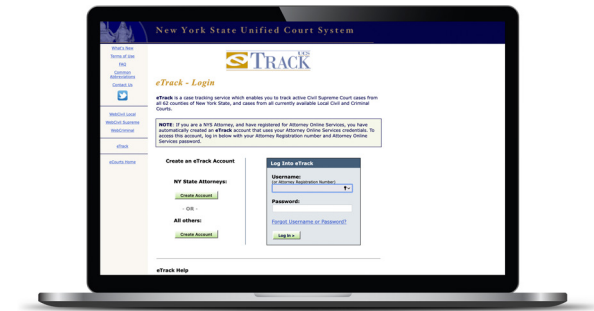 New York State Unified Court System
What's New
Terms of Use
FAQ
Common
Abbreviations
Contact Us
WebCivil Local
WebCivil Supreme
WebCriminal
eTrack
eCourts Home
UCS
ETRACK
eTrack - Login
eTrack is a case tracking service which enables you to track active Civil Supreme Court cases from
all 62 counties of New York State, and cases from all currently available Local Civil and Criminal
Courts.
NOTE: If you are a NYS Attorney, and have registered for Attorney Online Services, you have
automatically created an eTrack account that uses your Attorney Online Services credentials. To
access this account, log in below with your Attorney Registration number and Attorney Online
Services password.
Create an eTrack Account
NY State Attorneys:
Create Account
- OR -
All others:
Create Account
Log Into eTrack
Username:
(or Attorney Registration Number)
Password:
Forgot Username or Password?
Log In »
eTrack Help